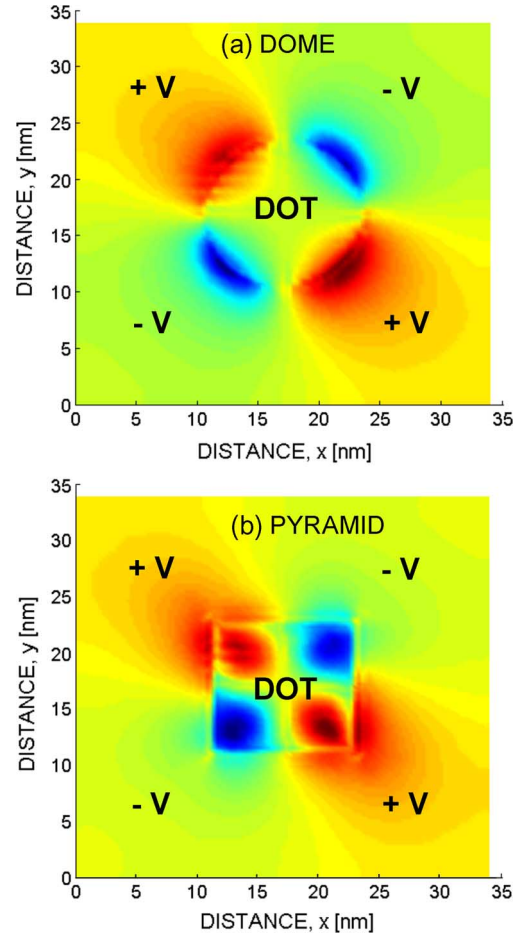 (a) DOME
+ V
- V
DOT
- V
+ V
35
30
25
20
15
10
5
0
DISTANCE, y [nm]
0 5 10 15 20 25 30 35
DISTANCE, x [nm]
(b) PYRAMID
+ V
- V
DOT
- V
+ V
35
30
25
20
15
10
5
0
DISTANCE, y [nm]
0 5 10 15 20 25 30 35
DISTANCE, x [nm]